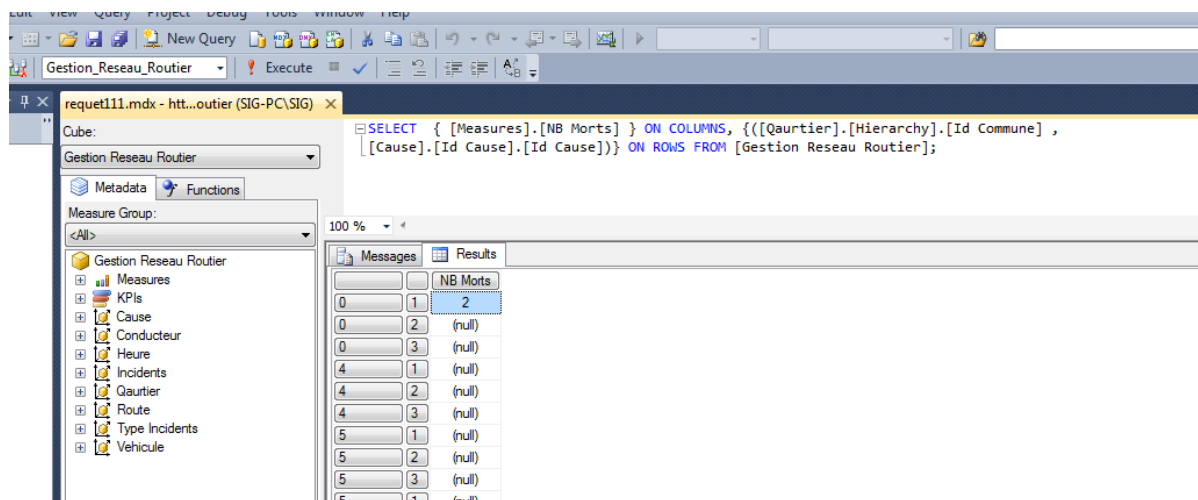 Edit View Query Project Debug Tools Window Help
New Query
Gestion_Reseau_Routier Execute
requet111.mdx - htt...outier (SIG-PC\SIG)
Cube:
Gestion Reseau Routier
Metadata Functions
Measure Group:
<All>
Gestion Reseau Routier
Measures
KPIs
Cause
Conducteur
Heure
Incidents
Qaurtier
Route
Type Incidents
Vehicule
SELECT { [Measures].[NB Morts] } ON COLUMNS, {([Qaurtier].[Hierarchy].[Id Commune] ,
[Cause].[Id Cause].[Id Cause])} ON ROWS FROM [Gestion Reseau Routier];
100 %
Messages Results
NB Morts
0 1 2
0 2 (null)
0 3 (null)
4 1 (null)
4 2 (null)
4 3 (null)
5 1 (null)
5 2 (null)
5 3 (null)
5 1 (null)